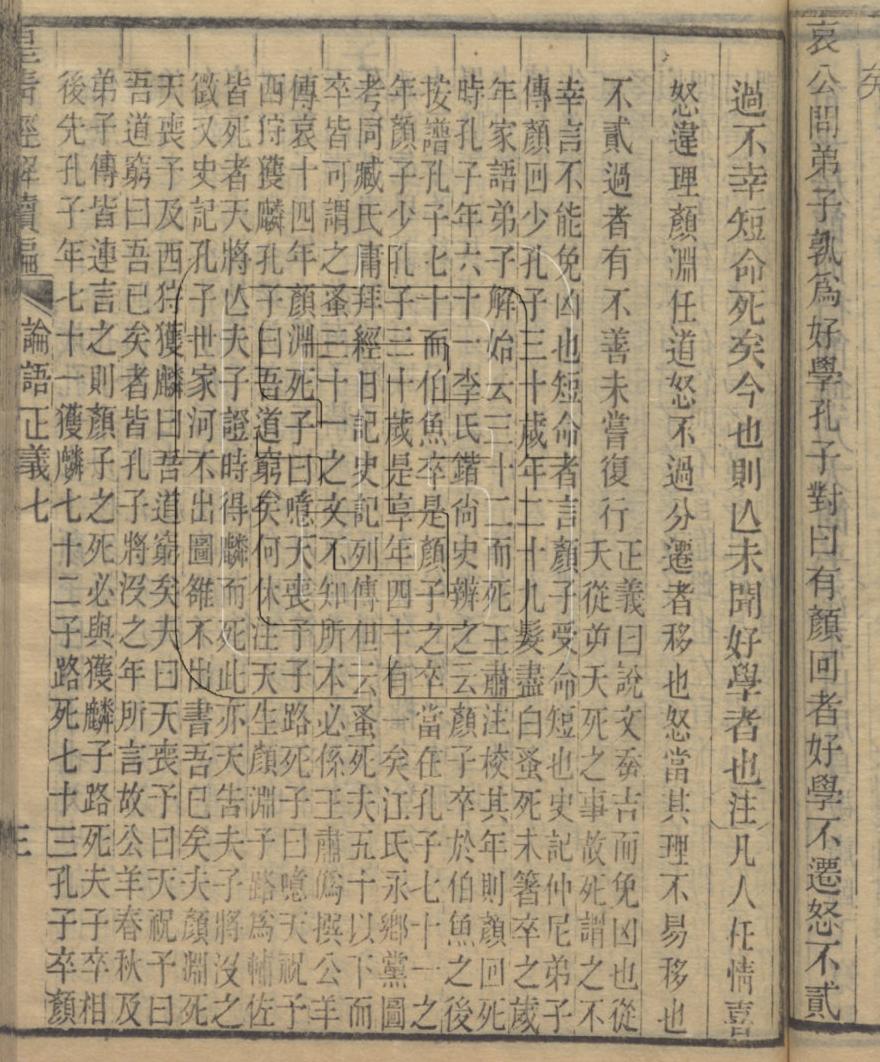 哀公問弟子孰爲好學孔子對曰有顏回者好學不遷怒不貳
過不幸短命死矣今也則亾未聞好學者也注凡人任情喜
怒違理顏淵任道怒不過分遷者移也怒當其理不易移也
不貳過者有不善未嘗復行
正義曰說文㚔吉而免凶也從
夭從屰夭死之事故死謂之不
幸言不能免凶也短命者言顏子受命短也史記仲尼弟子
傳顏回少孔子三十歲年二十九髮盡白蚤死未箸卒之歲
年家語弟子解始云三十二而死王肅注校其年則顏回死
時孔子年六十一李氏鍇尚史辨之云顏子卒於伯魚之後
按譜孔子七十而伯魚卒是顏子之卒當在孔子七十一之
年顏子少孔子三十歲是享年四十有一矣江氏永鄉黨圖
考同臧氏庸拜經日記史記列傳但云蚤死夫五十以下而
卒皆可謂之蚤三十一之文不知所本必係王肅僞撰公羊
傳哀十四年顏淵死子曰噫天喪予子路死子曰噫天祝予
西狩獲麟孔子曰吾道窮矣何休注天生顏淵子路爲輔佐
皆死者天將亾夫子證時得麟而死此亦天告夫子將沒之
徵又史記孔子世家河不出圖雒不出書吾已矣夫顏淵死
天喪予及西狩獲麟曰吾道窮矣夫曰天喪予曰天祝予曰
吾道窮曰吾已矣者皆孔子將沒之年所言故公羊春秋及
弟子傳皆連言之則顏子之死必與獲麟子路死夫子卒相
後先孔子年七十一獲麟七十二子路死七十三孔子卒顏
皇清經解續編
論語正義七
三